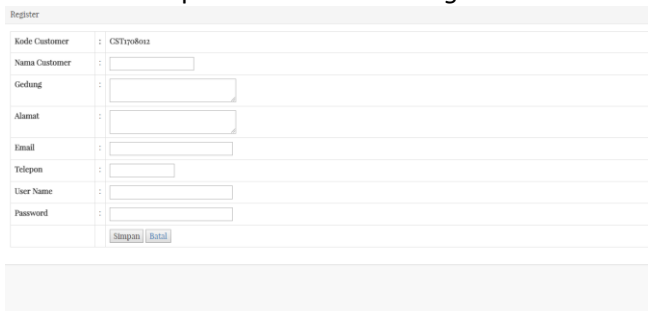 Register
Kode Customer : CST1708012
Nama Customer :
Gedung :
Alamat :
Email :
Telepon :
User Name :
Password :
Simpan Batal